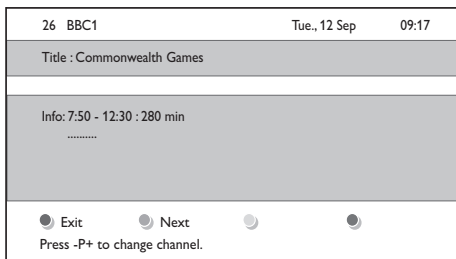 26 BBC1 Tue., 12 Sep 09:17
Title : Commonwealth Games
Info: 7:50 - 12:30 : 280 min
..........
Exit Next
Press -P+ to change channel.